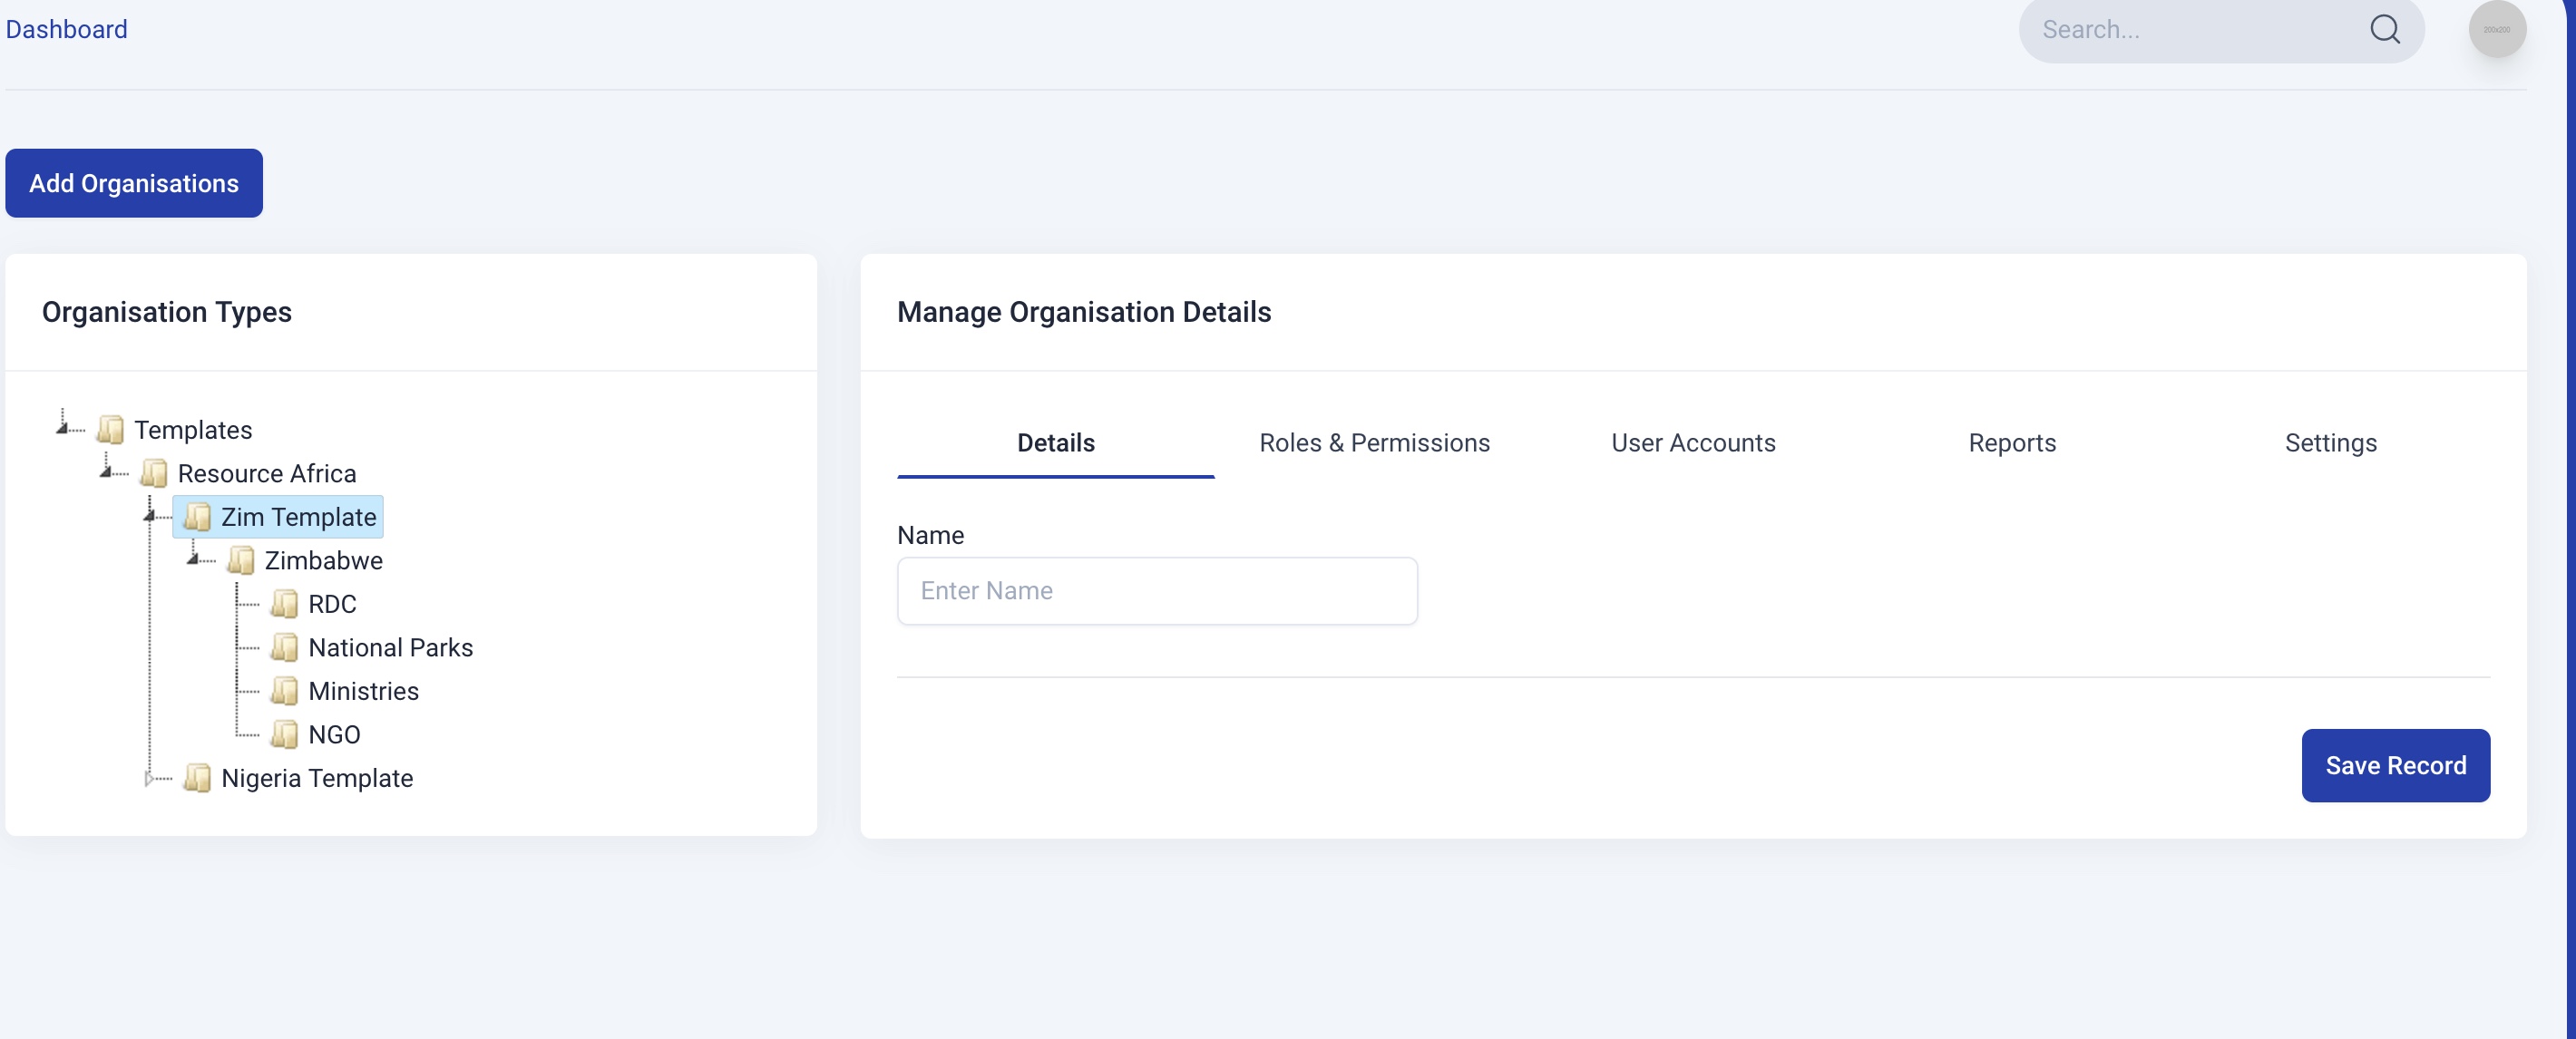 Dashboard
Search...
200x200
Add Organisations
Organisation Types
Templates
Resource Africa
Zim Template
Zimbabwe
RDC
National Parks
Ministries
NGO
Nigeria Template
Manage Organisation Details
Details
Roles & Permissions
User Accounts
Reports
Settings
Name
Enter Name
Save Record